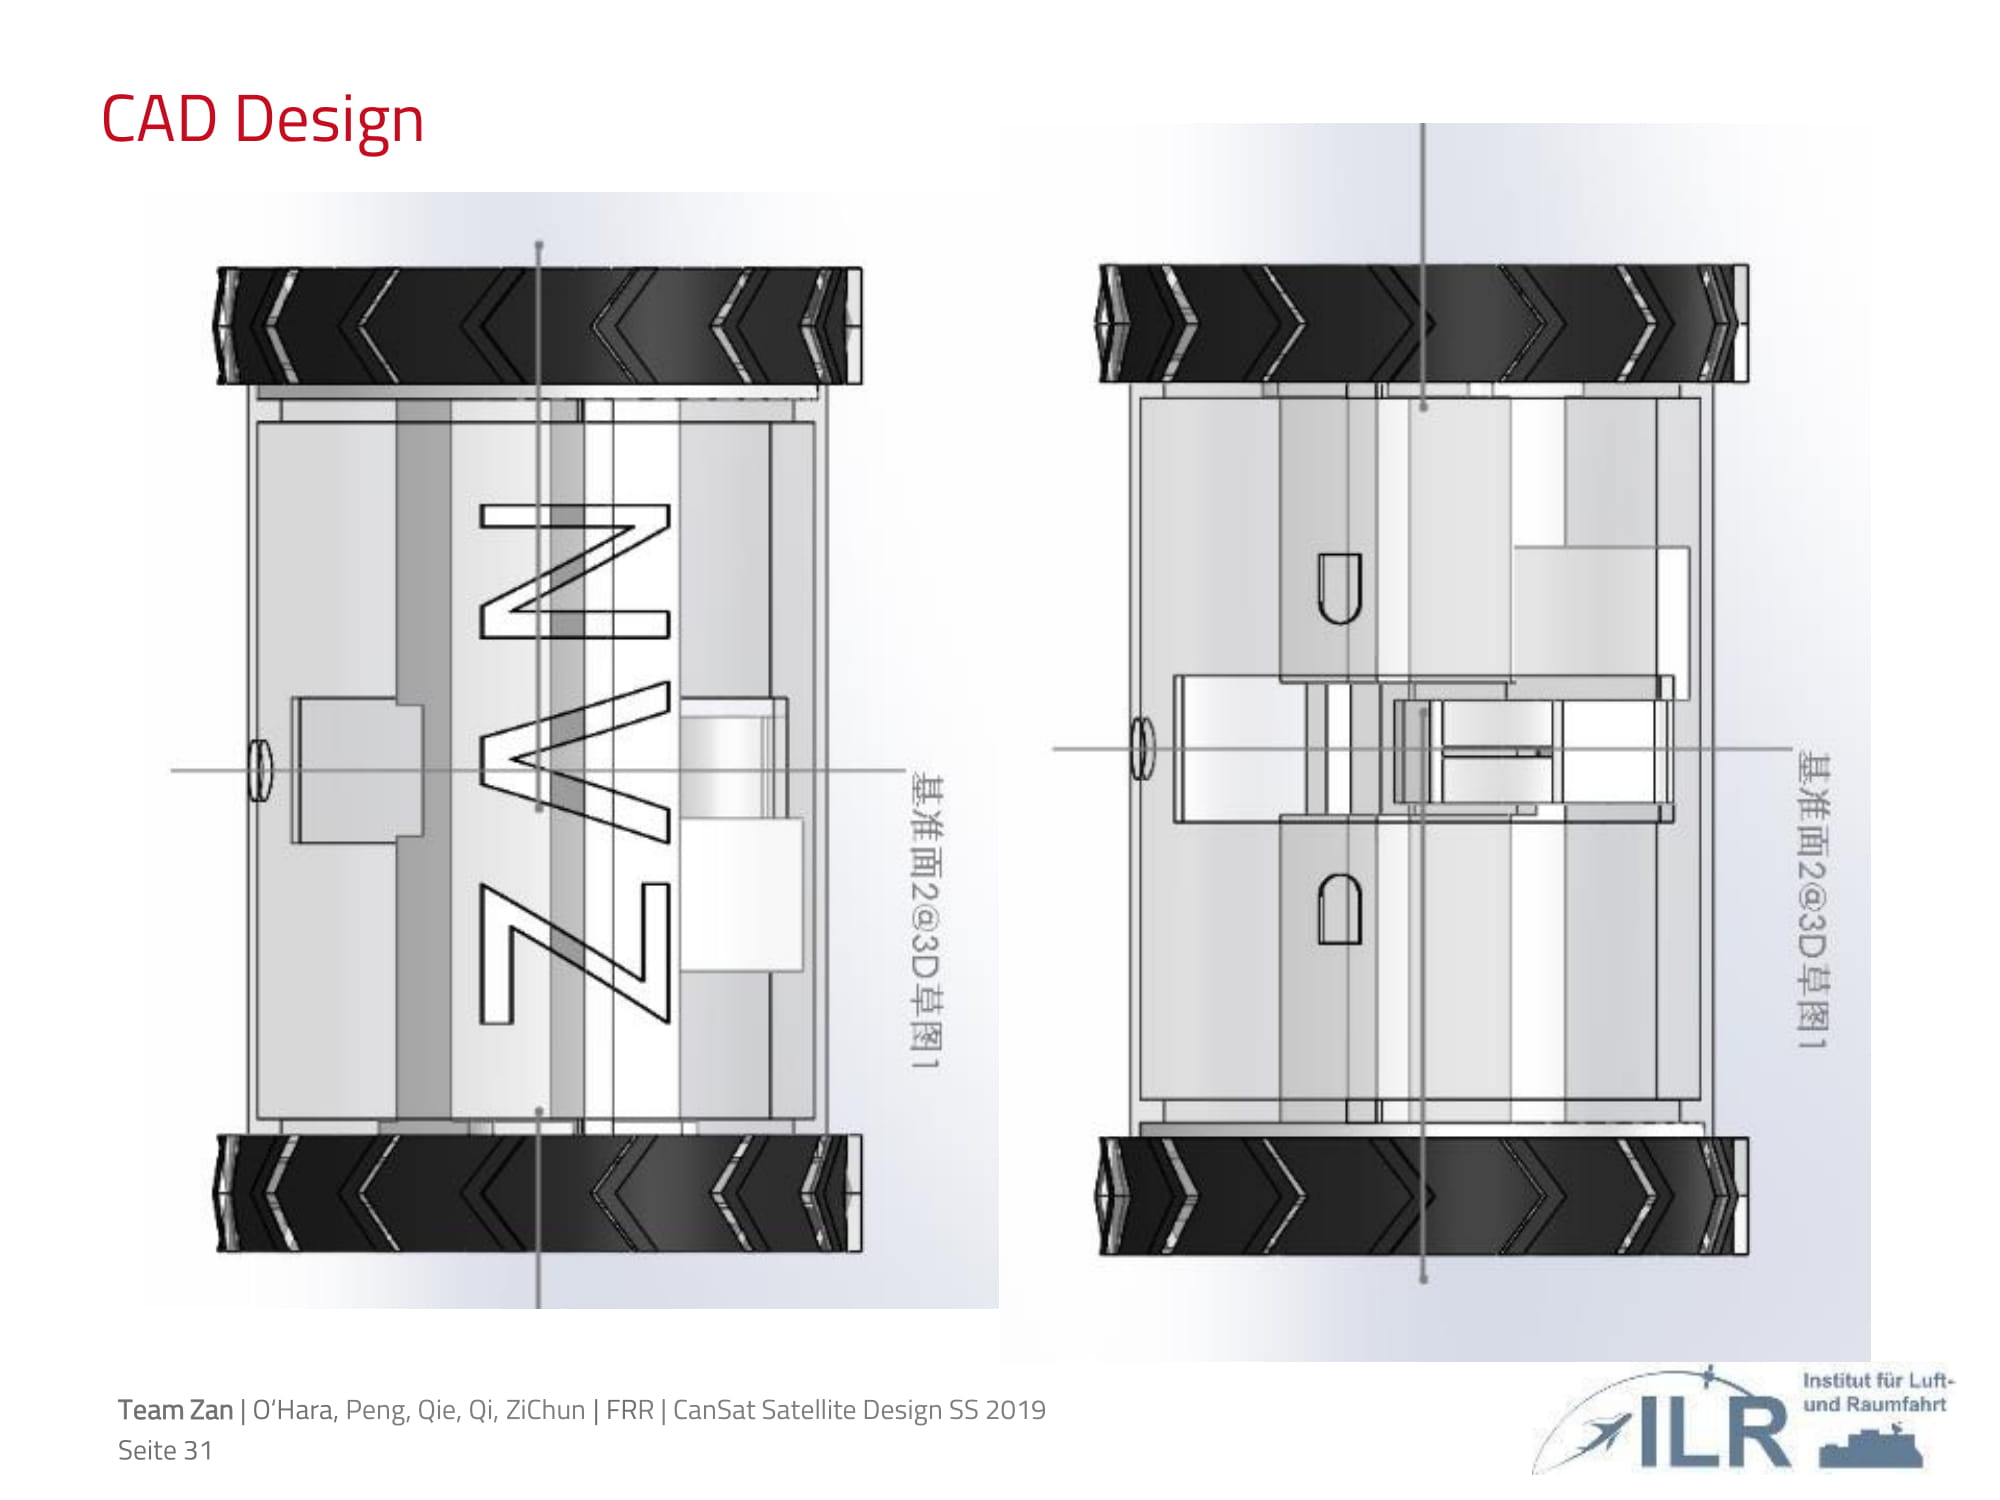 CAD Design
ZAN
基准面2@3D草图1
基准面2@3D草图1
Team Zan | O‘Hara, Peng, Qie, Qi, ZiChun | FRR | CanSat Satellite Design SS 2019
Seite 31
ILR
Institut für Luft-
und Raumfahrt